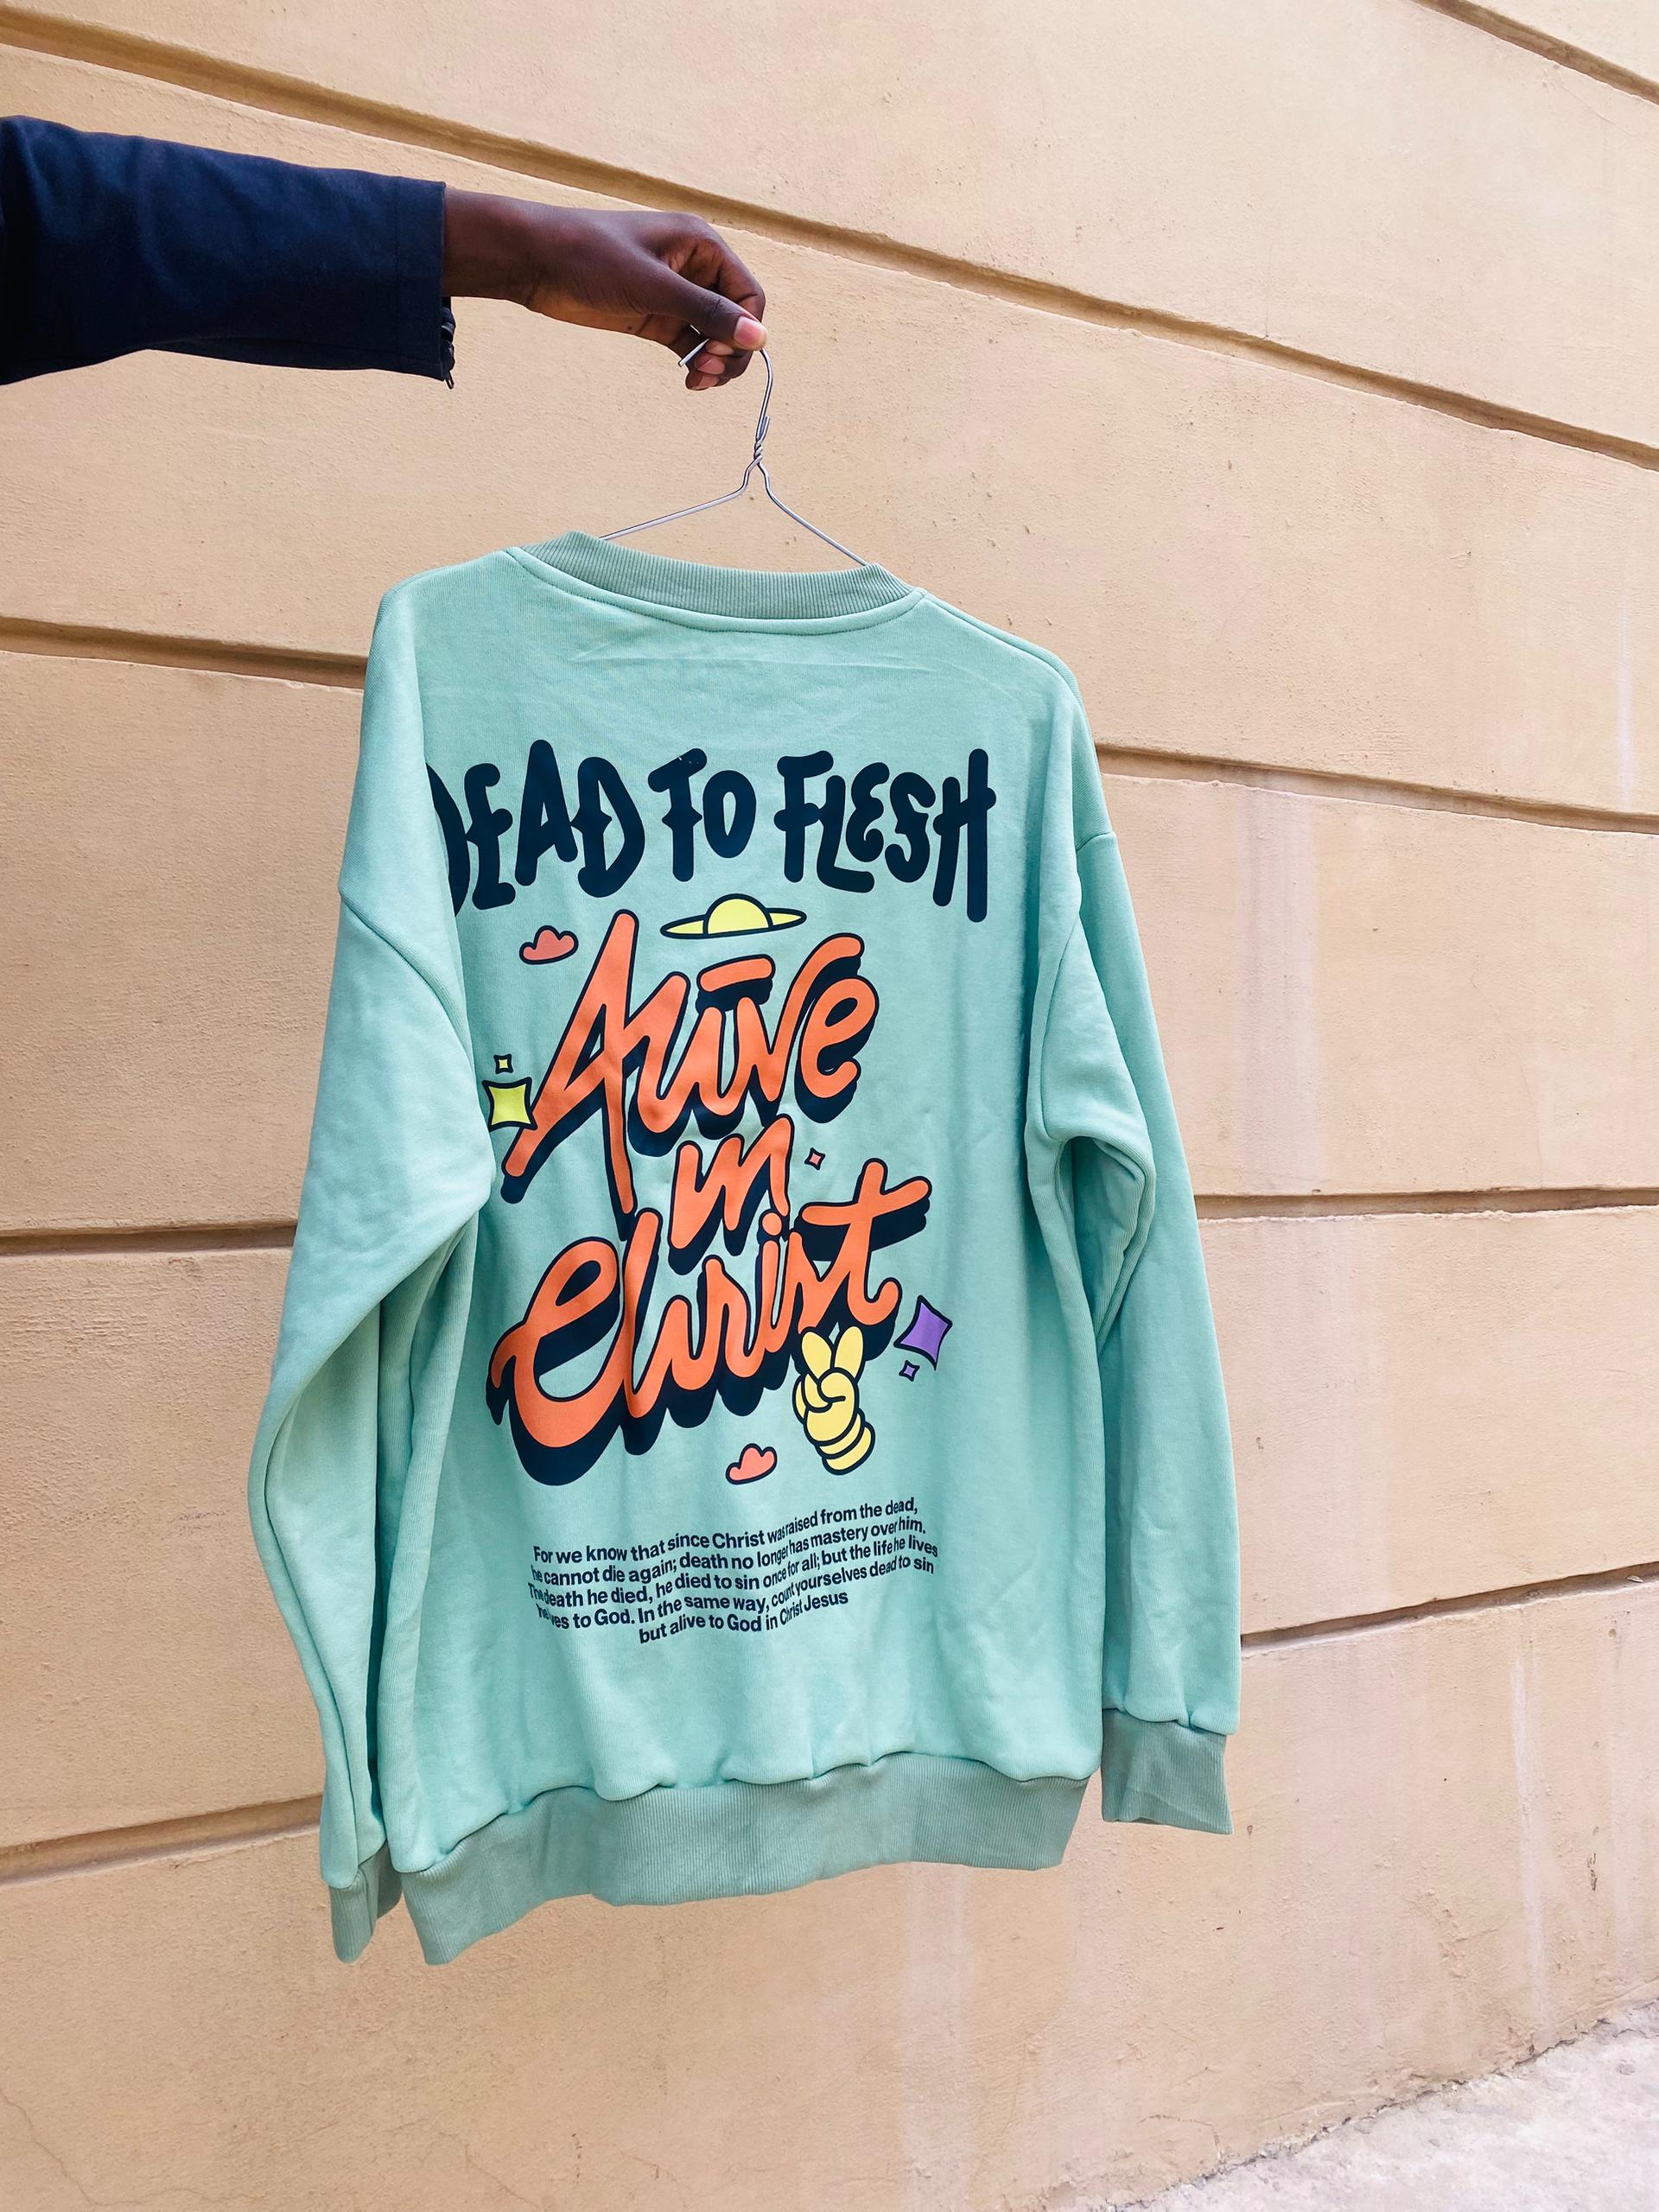 DEAD TO FLESH
Alive
in
Christ
For we know that since Christ was raised from the dead,
he cannot die again; death no longer has mastery over him.
The death he died, he died to sin once for all; but the life he lives
he lives to God. In the same way, count yourselves dead to sin
but alive to God in Christ Jesus